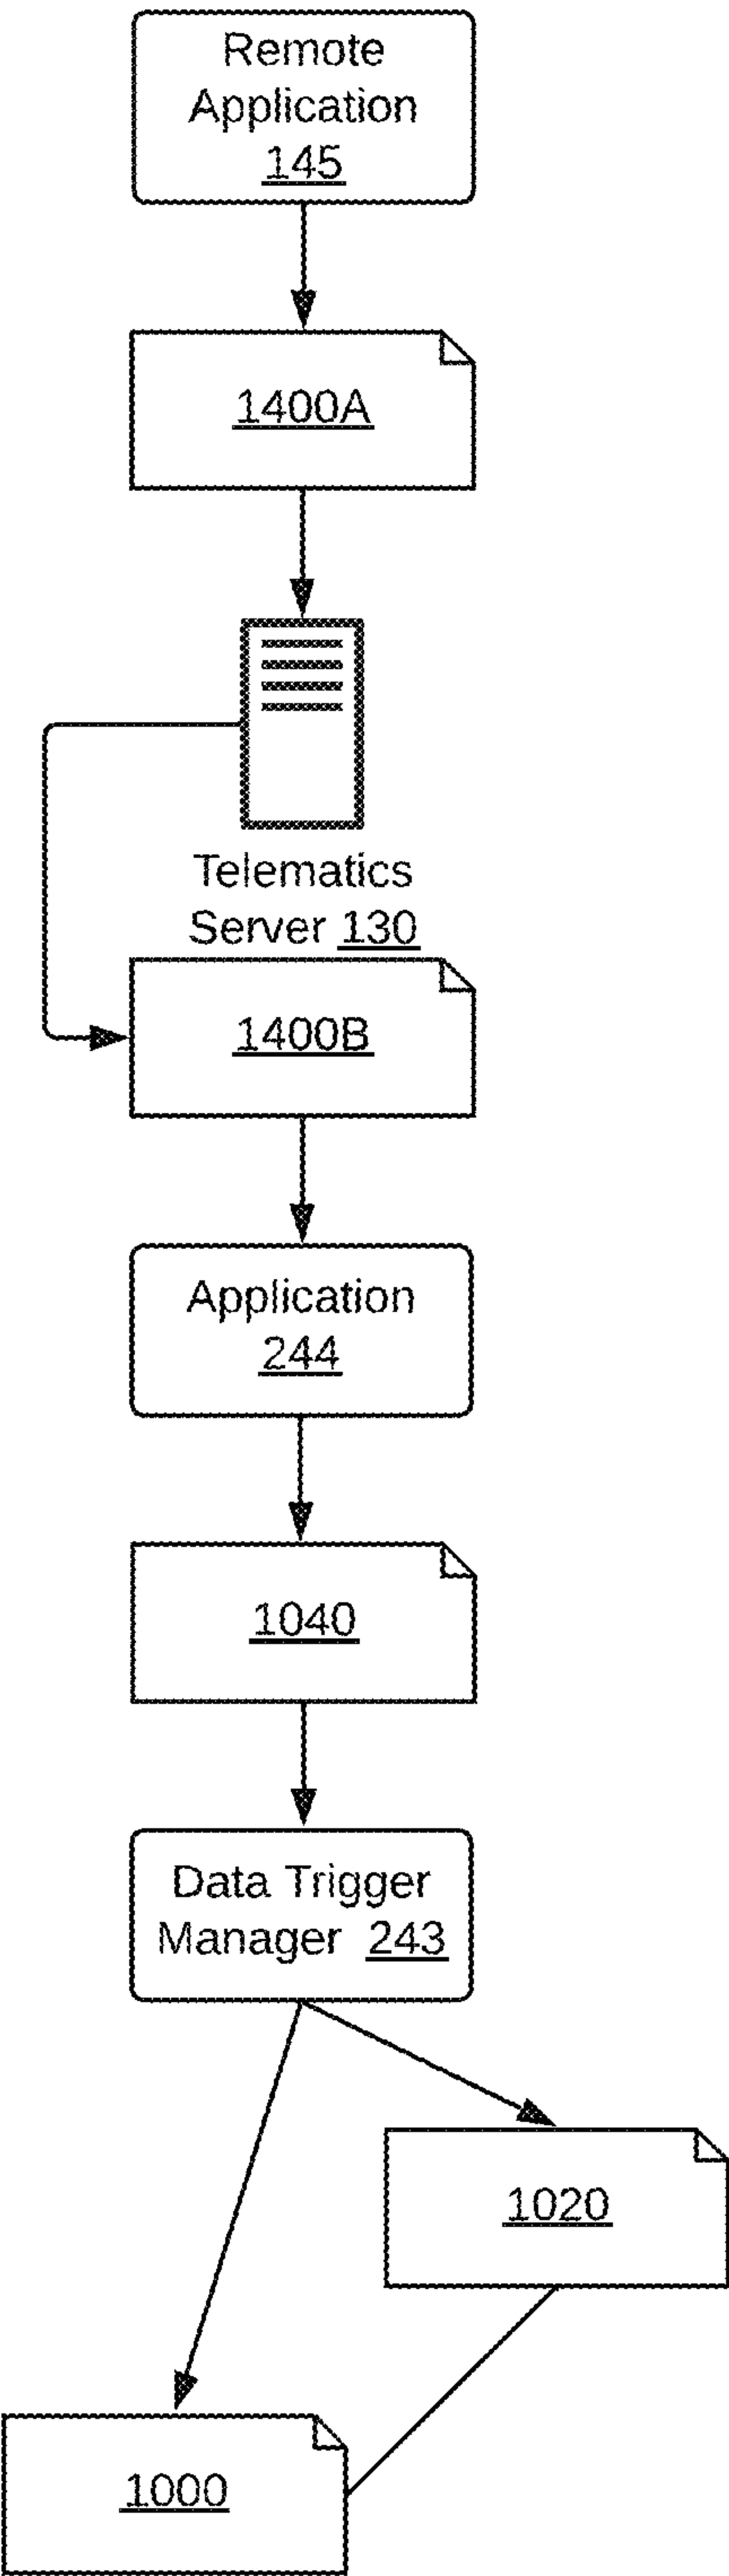 Remote
Application
145
1400A
Telematics
Server 130
1400B
Application
244
1040
Data Trigger
Manager 243
1020
1000